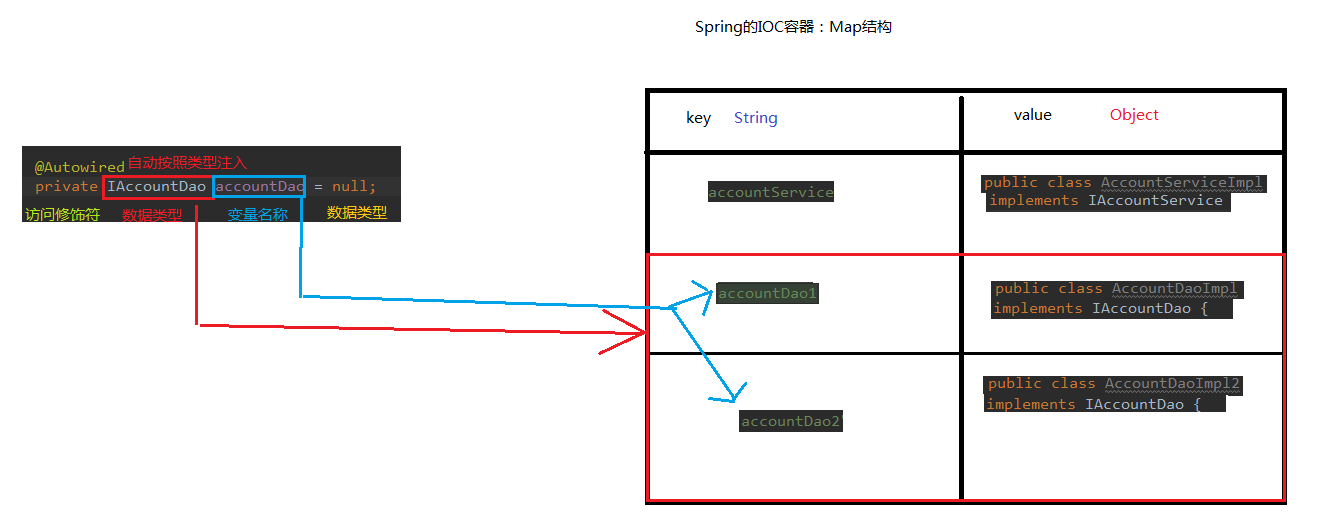 Spring的IOC容器：Map结构
key String
value Object
@Autowired 自动按照类型注入
private IAccountDao accountDao = null;
访问修饰符 数据类型 变量名称 数据类型
accountService
public class AccountServiceImpl
implements IAccountService
accountDao1
public class AccountDaoImpl
implements IAccountDao {
accountDao2
public class AccountDaoImpl2
implements IAccountDao {